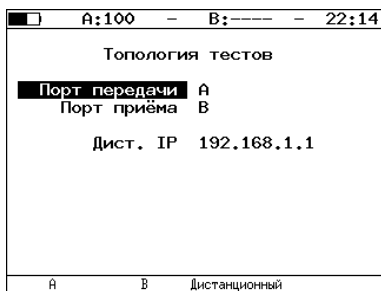 A:100 – B:---- – 22:14
Топология тестов
Порт передачи A
Порт приёма B
Дист. IP 192.168.1.1
A B Дистанционный